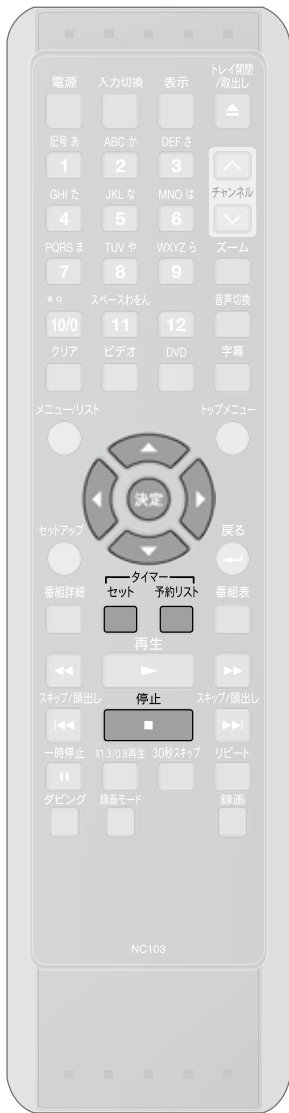 トレイ開閉
電源 入力切換 表示 /取出し
記号 あ ABC か DEF さ
1 2 3
GHI た JKL な MNO は チャンネル
4 5 6
PQRS ま TUV や WXYZ ら ズーム
7 8 9
゛゜ スペースわをん 音声切換
10/0 11 12
クリア ビデオ DVD 字幕
メニュー/リスト トップメニュー
決定
セットアップ 戻る
タイマー
番組詳細 セット 予約リスト 番組表
再生
スキップ/頭出し 停止 スキップ/頭出し
一時停止 X1.3/0.8再生 30秒スキップ リピート
ダビング 録画モード 録画
NC103